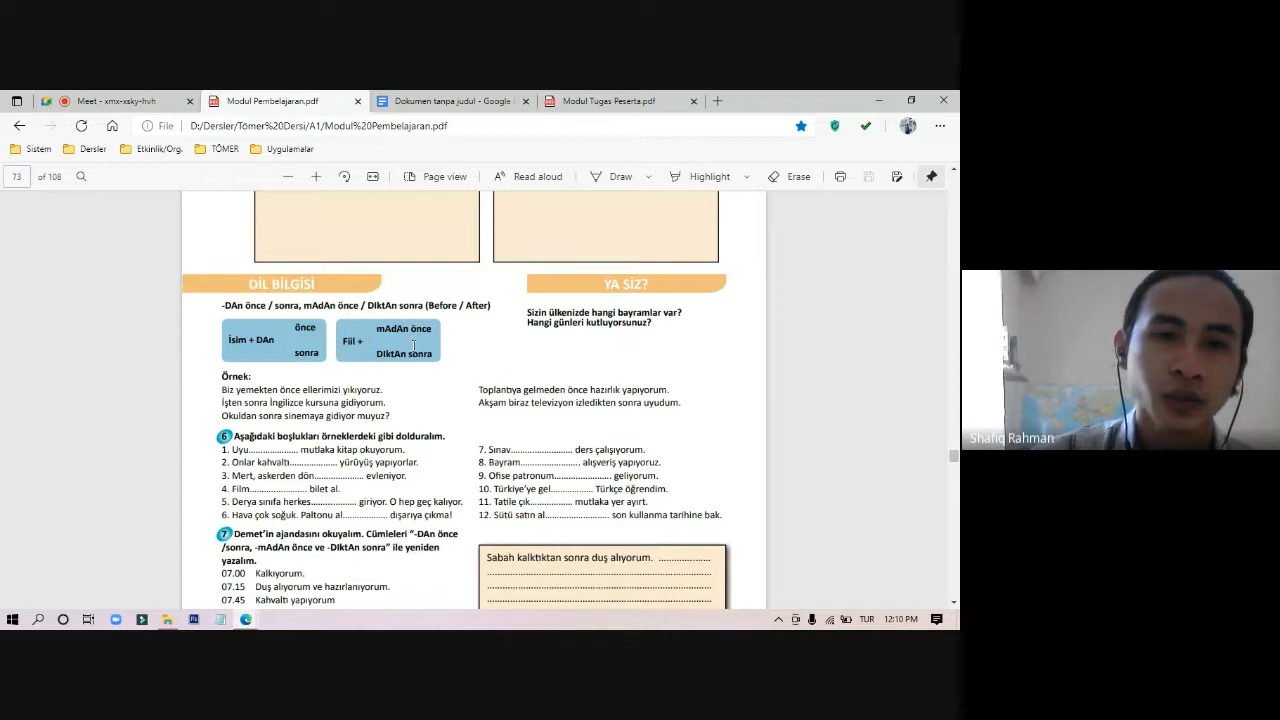 Meet - xmx-xsky-hvh
Modul Pembelajaran.pdf
Dokumen tanpa judul - Google
Modul Tugas Peserta.pdf
File
D:/Dersler/Tömer%20Dersi/A1/Modul%20Pembelajaran.pdf
Sistem
Dersler
Etkinlik/Org.
TÖMER
Uygulamalar
73 of 108
Page view
Read aloud
Draw
Highlight
Erase
DİL BİLGİSİ
-DAn önce / sonra, mAdAn önce / DIktAn sonra (Before / After)
İsim + DAn
önce
sonra
Fiil +
mAdAn önce
DIktAn sonra
YA SİZ?
Sizin ülkenizde hangi bayramlar var?
Hangi günleri kutluyorsunuz?
Örnek:
Biz yemekten önce ellerimizi yıkıyoruz.
İşten sonra İngilizce kursuna gidiyorum.
Okuldan sonra sinemaya gidiyor muyuz?
Toplantıya gelmeden önce hazırlık yapıyorum.
Akşam biraz televizyon izledikten sonra uyudum.
6 Aşağıdaki boşlukları örneklerdeki gibi dolduralım.
1. Uyu.................... mutlaka kitap okuyorum.
2. Onlar kahvaltı................... yürüyüş yapıyorlar.
3. Mert, askerden dön..................... evleniyor.
4. Film....................... bilet al.
5. Derya sınıfa herkes.................. giriyor. O hep geç kalıyor.
6. Hava çok soğuk. Paltonu al.................. dışarıya çıkma!
7. Sınav......................... ders çalışıyorum.
8. Bayram........................ alışveriş yapıyoruz.
9. Ofise patronum....................... geliyorum.
10. Türkiye'ye gel................. Türkçe öğrendim.
11. Tatile çık................. mutlaka yer ayırt.
12. Sütü satın al......................... son kullanma tarihine bak.
7 Demet'in ajandasını okuyalım. Cümleleri "-DAn önce
/sonra, -mAdAn önce ve -DIktAn sonra" ile yeniden
yazalım.
07.00 Kalkıyorum.
07.15 Duş alıyorum ve hazırlanıyorum.
07.45 Kahvaltı yapıyorum
Sabah kalktıktan sonra duş alıyorum. ....................
Shafiq Rahman
TUR
12:10 PM